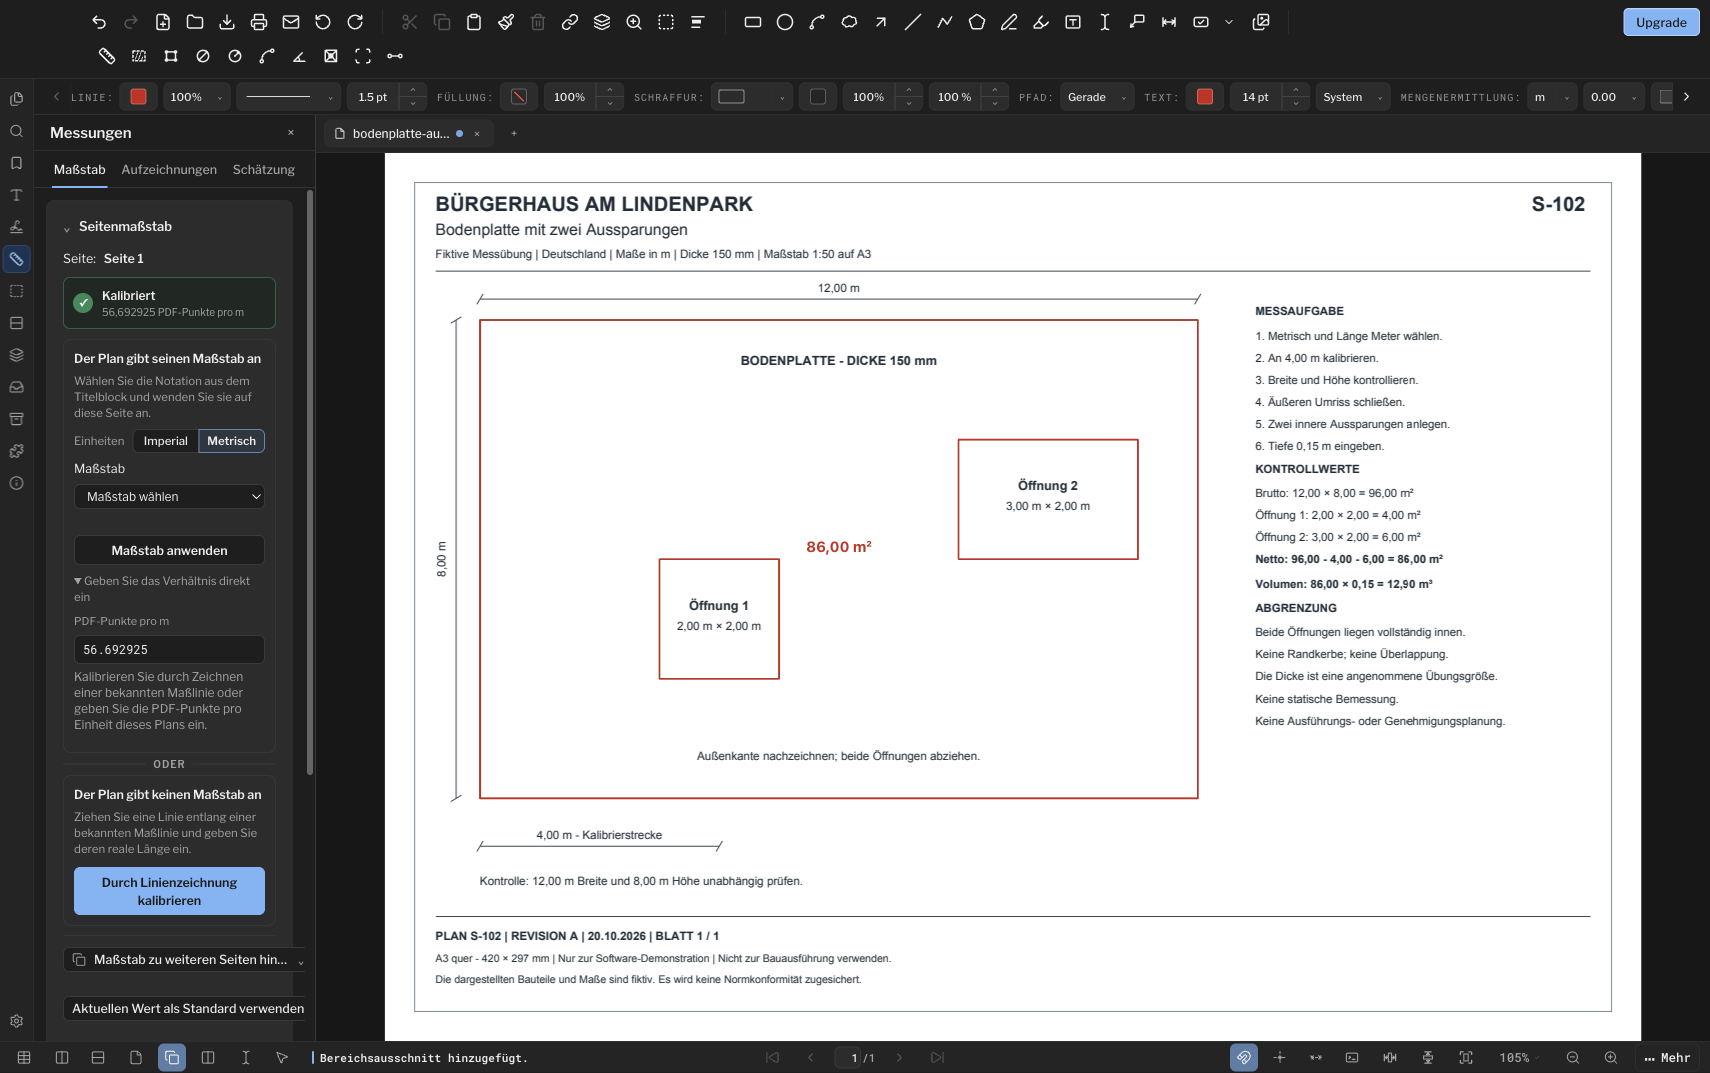 Upgrade
LINIE:
100%
1.5 pt
FÜLLUNG:
100%
SCHRAFFUR:
100%
100 %
PFAD:
Gerade
TEXT:
14 pt
System
MENGENERMITTLUNG:
m
0.00
Messungen
×
bodenplatte-au...
×
+
Maßstab
Aufzeichnungen
Schätzung
Seitenmaßstab
Seite: Seite 1
Kalibriert
56,692925 PDF-Punkte pro m
Der Plan gibt seinen Maßstab an
Wählen Sie die Notation aus dem
Titelblock und wenden Sie sie auf
diese Seite an.
Einheiten
Imperial
Metrisch
Maßstab
Maßstab wählen
Maßstab anwenden
Geben Sie das Verhältnis direkt
ein
PDF-Punkte pro m
56.692925
Kalibrieren Sie durch Zeichnen
einer bekannten Maßlinie oder
geben Sie die PDF-Punkte pro
Einheit dieses Plans ein.
ODER
Der Plan gibt keinen Maßstab an
Ziehen Sie eine Linie entlang einer
bekannten Maßlinie und geben Sie
deren reale Länge ein.
Durch Linienzeichnung
kalibrieren
Maßstab zu weiteren Seiten hin...
Aktuellen Wert als Standard verwenden
BÜRGERHAUS AM LINDENPARK
S-102
Bodenplatte mit zwei Aussparungen
Fiktive Messübung | Deutschland | Maße in m | Dicke 150 mm | Maßstab 1:50 auf A3
12,00 m
8,00 m
BODENPLATTE - DICKE 150 mm
Öffnung 2
3,00 m × 2,00 m
86,00 m²
Öffnung 1
2,00 m × 2,00 m
Außenkante nachzeichnen; beide Öffnungen abziehen.
4,00 m - Kalibrierstrecke
Kontrolle: 12,00 m Breite und 8,00 m Höhe unabhängig prüfen.
MESSAUFGABE
1. Metrisch und Länge Meter wählen.
2. An 4,00 m kalibrieren.
3. Breite und Höhe kontrollieren.
4. Äußeren Umriss schließen.
5. Zwei innere Aussparungen anlegen.
6. Tiefe 0,15 m eingeben.
KONTROLLWERTE
Brutto: 12,00 × 8,00 = 96,00 m²
Öffnung 1: 2,00 × 2,00 = 4,00 m²
Öffnung 2: 3,00 × 2,00 = 6,00 m²
Netto: 96,00 - 4,00 - 6,00 = 86,00 m²
Volumen: 86,00 × 0,15 = 12,90 m³
ABGRENZUNG
Beide Öffnungen liegen vollständig innen.
Keine Randkerbe; keine Überlappung.
Die Dicke ist eine angenommene Übungsgröße.
Keine statische Bemessung.
Keine Ausführungs- oder Genehmigungsplanung.
PLAN S-102 | REVISION A | 20.10.2026 | BLATT 1 / 1
A3 quer - 420 × 297 mm | Nur zur Software-Demonstration | Nicht zur Bauausführung verwenden.
Die dargestellten Bauteile und Maße sind fiktiv. Es wird keine Normkonformität zugesichert.
Bereichsausschnitt hinzugefügt.
1 /1
105%
... Mehr